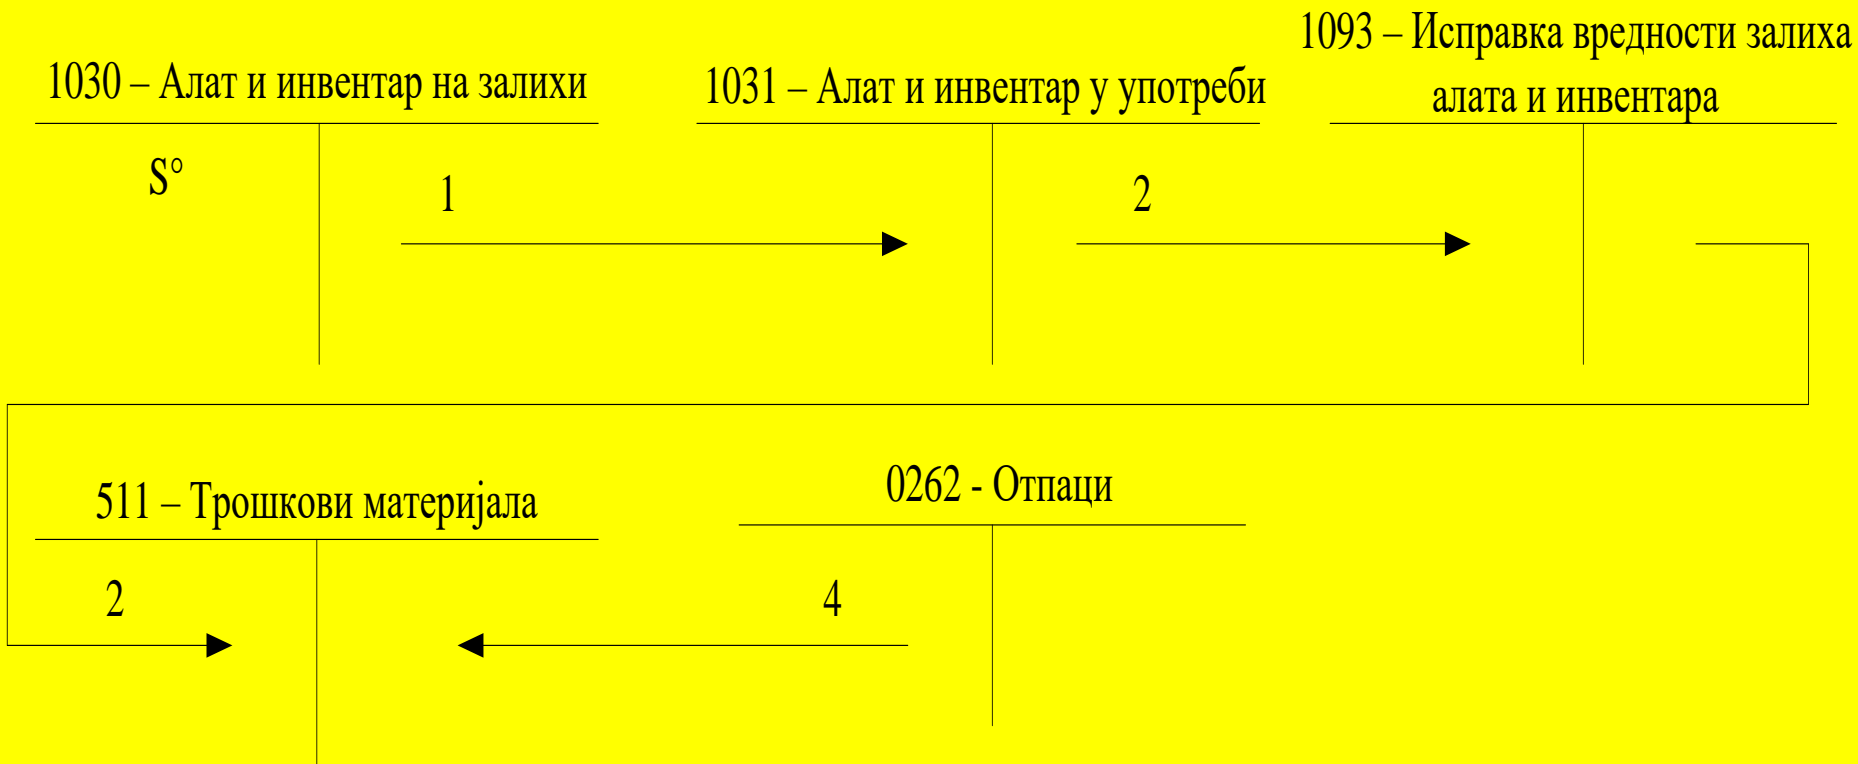 1030 – Алат и инвентар на залихи
1031 – Алат и инвентар у употреби
1093 – Исправка вредности залиха
алата и инвентара
S°
1
2
511 – Трошкови материјала
0262 - Отпаци
2
4